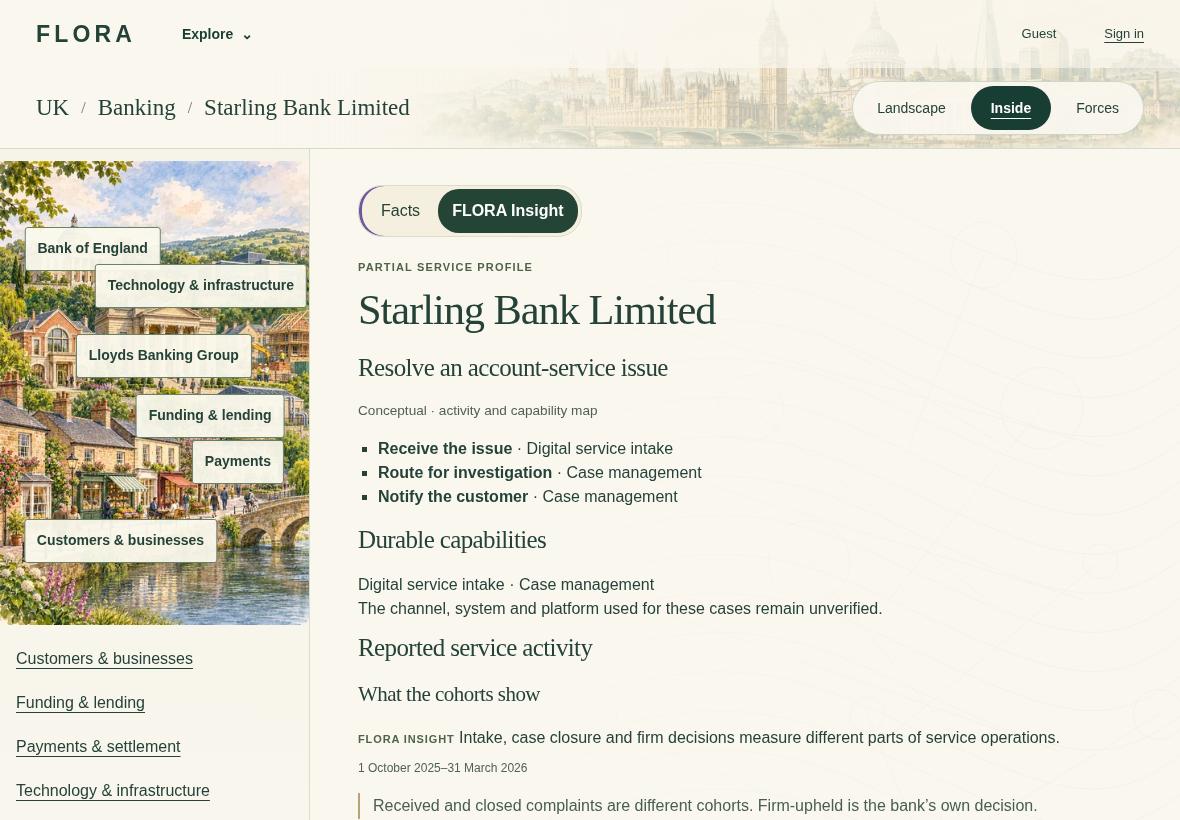 FLORA
Explore
Guest
Sign in
UK / Banking / Starling Bank Limited
Landscape
Inside
Forces
Bank of England
Technology & infrastructure
Lloyds Banking Group
Funding & lending
Payments
Customers & businesses
Customers & businesses
Funding & lending
Payments & settlement
Technology & infrastructure
Facts
FLORA Insight
PARTIAL SERVICE PROFILE
Starling Bank Limited
Resolve an account-service issue
Conceptual · activity and capability map
Receive the issue · Digital service intake
Route for investigation · Case management
Notify the customer · Case management
Durable capabilities
Digital service intake · Case management
The channel, system and platform used for these cases remain unverified.
Reported service activity
What the cohorts show
FLORA INSIGHT Intake, case closure and firm decisions measure different parts of service operations.
1 October 2025–31 March 2026
Received and closed complaints are different cohorts. Firm-upheld is the bank’s own decision.